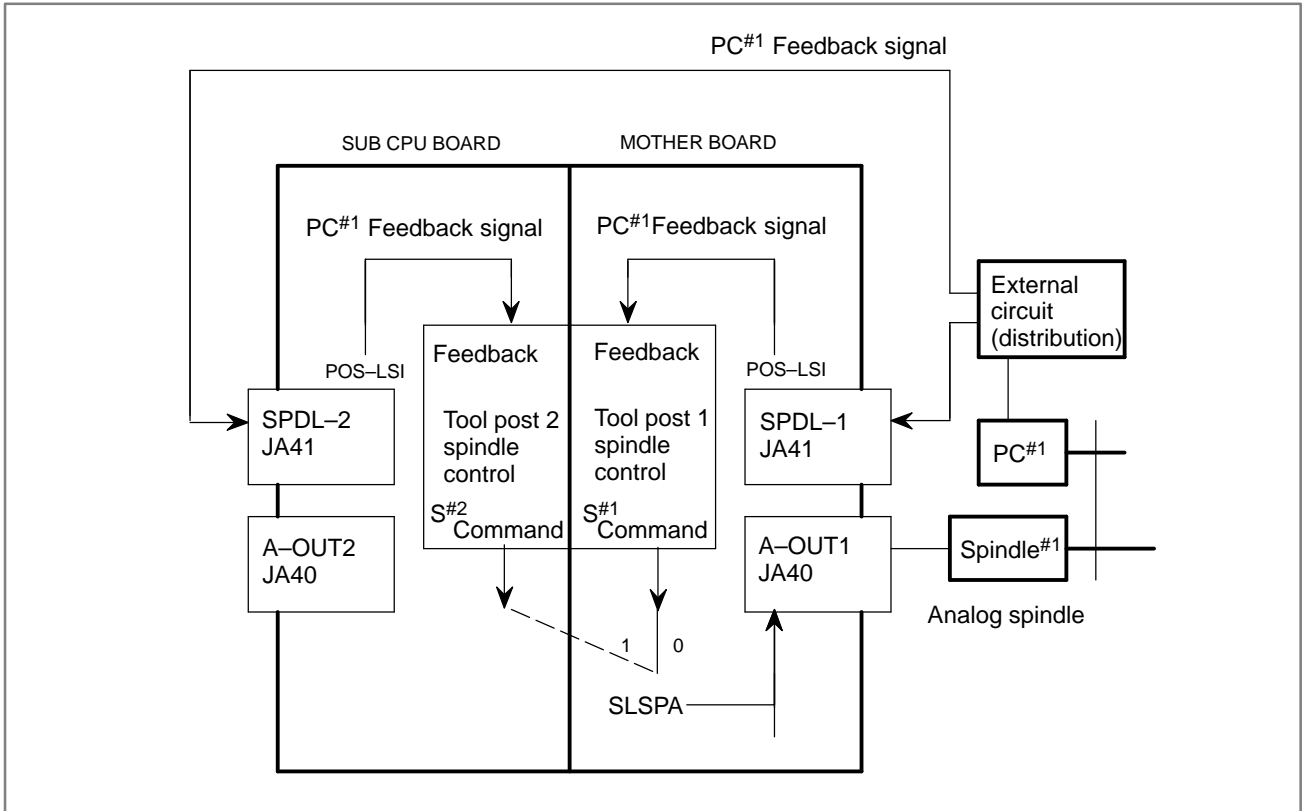 PC#1 Feedback signal
SUB CPU BOARD
MOTHER BOARD
PC#1 Feedback signal
PC#1Feedback signal
External
circuit
(distribution)
POS–LSI
Feedback
Feedback
POS–LSI
SPDL–2
JA41
Tool post 2
spindle
control
Tool post 1
spindle
control
SPDL–1
JA41
PC#1
S#2 Command
S#1 Command
A–OUT2
JA40
A–OUT1
JA40
Spindle#1
Analog spindle
1
0
SLSPA